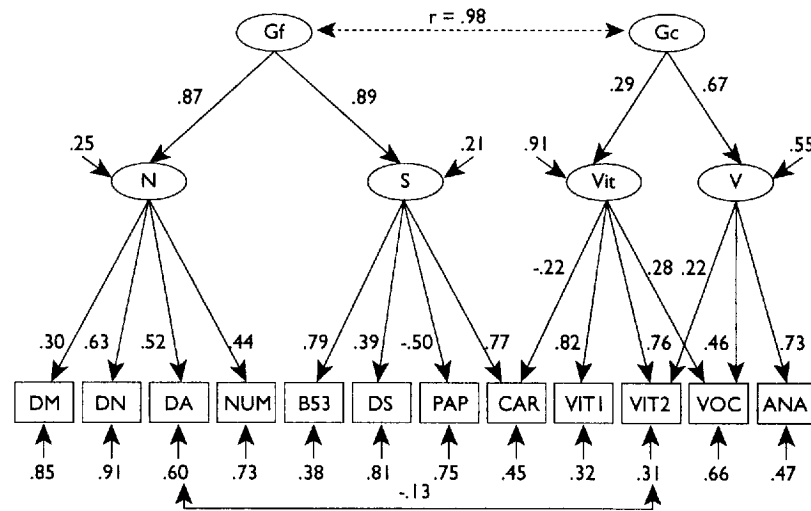 r = .98
Gf Gc
.87 .89 .29 .67
.25 .21 .91 .55
N S Vit V
-.22 .28 .22
.30 .63 .52 .44 .79 .39 -.50 .77 .82 .76 .46 .73
DM DN DA NUM B53 DS PAP CAR VIT1 VIT2 VOC ANA
.85 .91 .60 .73 .38 .81 .75 .45 .32 .31 .66 .47
-.13